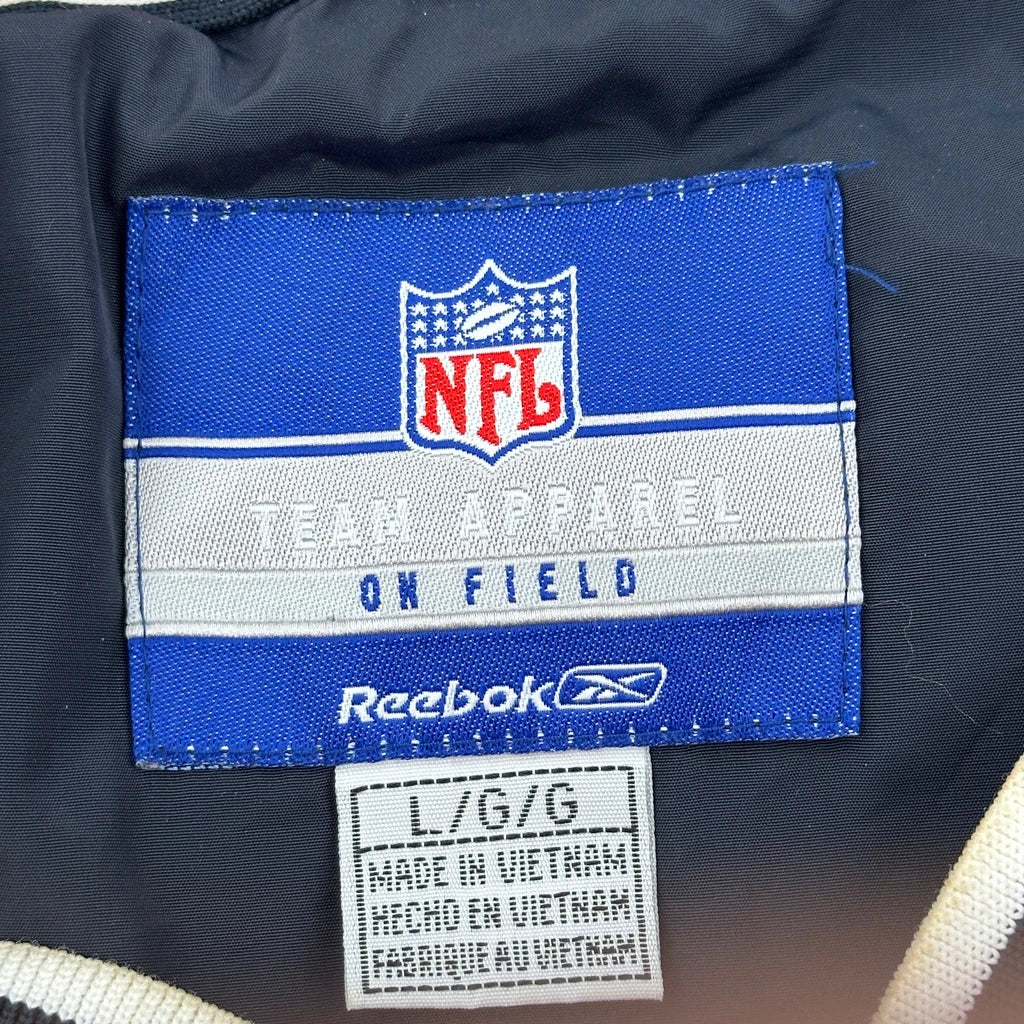 NFL
TEAM APPAREL
ON FIELD
Reebok
L/G/G
MADE IN VIETNAM
HECHO EN VIETNAM
FABRIQUE AU VIETNAM